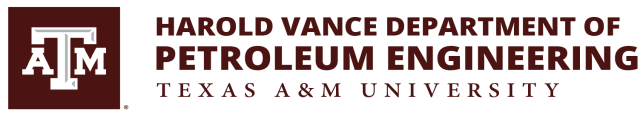 ATM
HAROLD VANCE DEPARTMENT OF
PETROLEUM ENGINEERING
TEXAS A&M UNIVERSITY